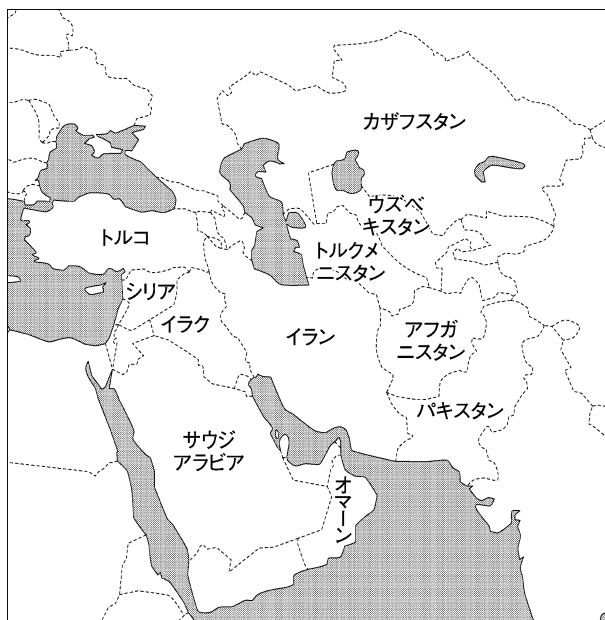 カザフスタン
ウズベ
キスタン
トルコ
トルクメ
ニスタン
シリア
イラク
イラン
アフガ
ニスタン
パキスタン
サウジ
アラビア
オマーン